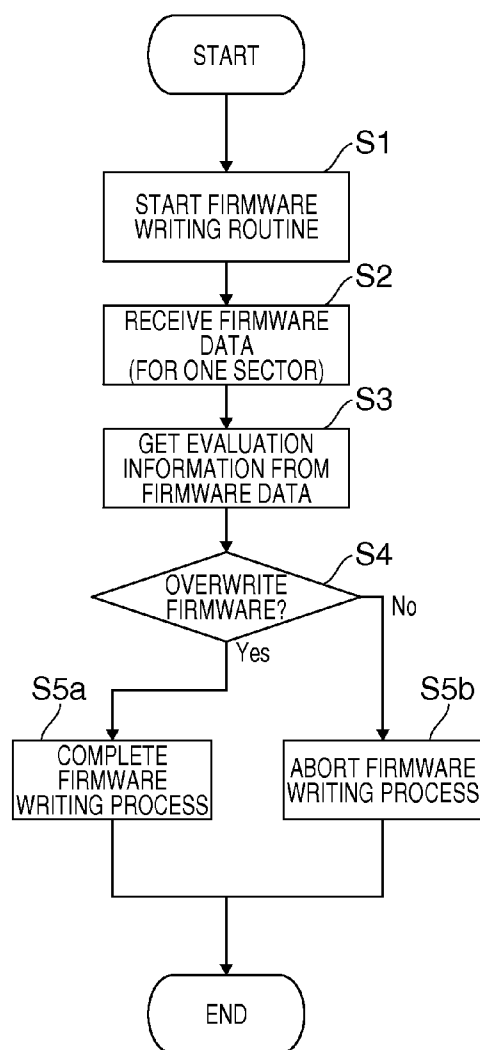 START
S1
START FIRMWARE
WRITING ROUTINE
S2
RECEIVE FIRMWARE
DATA
(FOR ONE SECTOR)
S3
GET EVALUATION
INFORMATION FROM
FIRMWARE DATA
S4
OVERWRITE
FIRMWARE?
No
Yes
S5a
COMPLETE
FIRMWARE
WRITING PROCESS
S5b
ABORT FIRMWARE
WRITING PROCESS
END